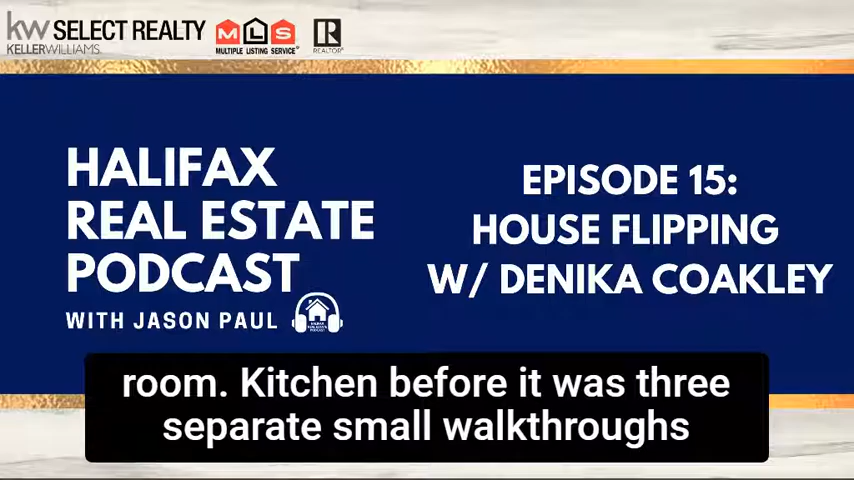 kw SELECT REALTY
KELLERWILLIAMS.
MLS
MULTIPLE LISTING SERVICE®
R
REALTOR®
HALIFAX
REAL ESTATE
PODCAST
WITH JASON PAUL
EPISODE 15:
HOUSE FLIPPING
W/ DENIKA COAKLEY
room. Kitchen before it was three
separate small walkthroughs